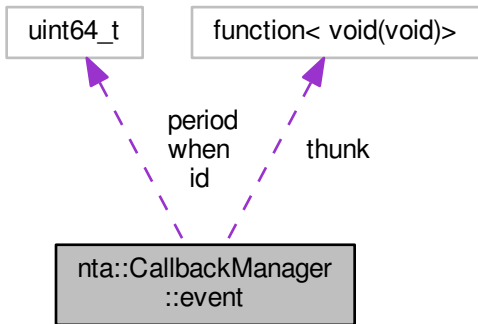 uint64_t
function< void(void)>
period
when
id
thunk
nta::CallbackManager
::event